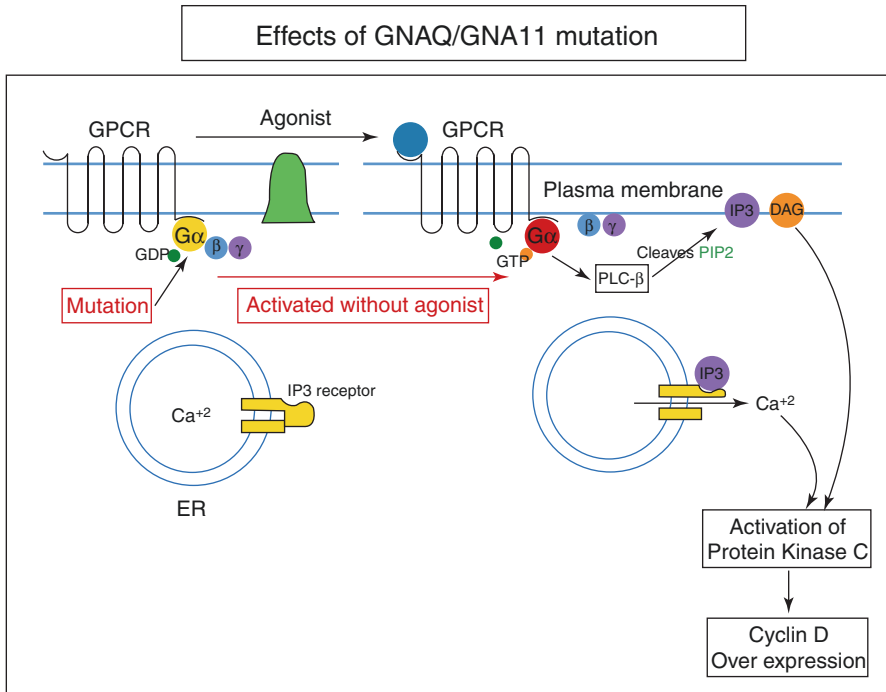 Effects of GNAQ/GNA11 mutation
GPCR
Agonist
GPCR
Plasma membrane
IP3
DAG
Gα
β
γ
GDP
Gα
β
γ
GTP
Cleaves PIP2
PLC-β
Mutation
Activated without agonist
IP3 receptor
Ca+2
ER
IP3
Ca+2
Activation of
Protein Kinase C
Cyclin D
Over expression